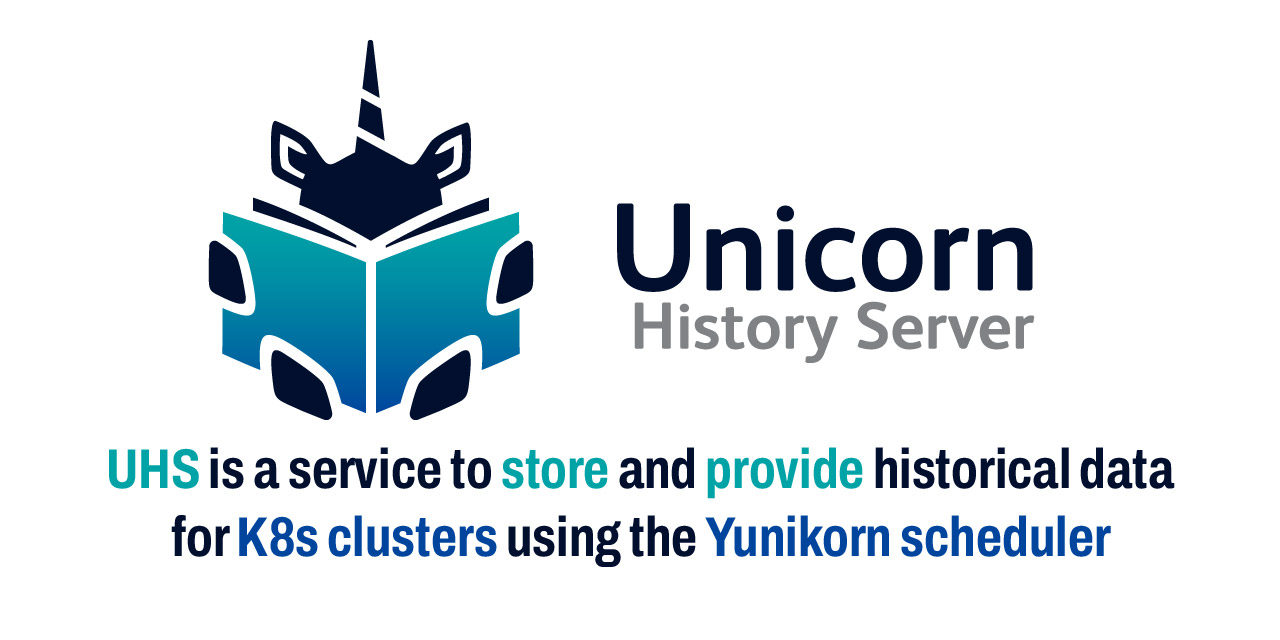 Unicorn
History Server
UHS is a service to store and provide historical data
for K8s clusters using the Yunikorn scheduler